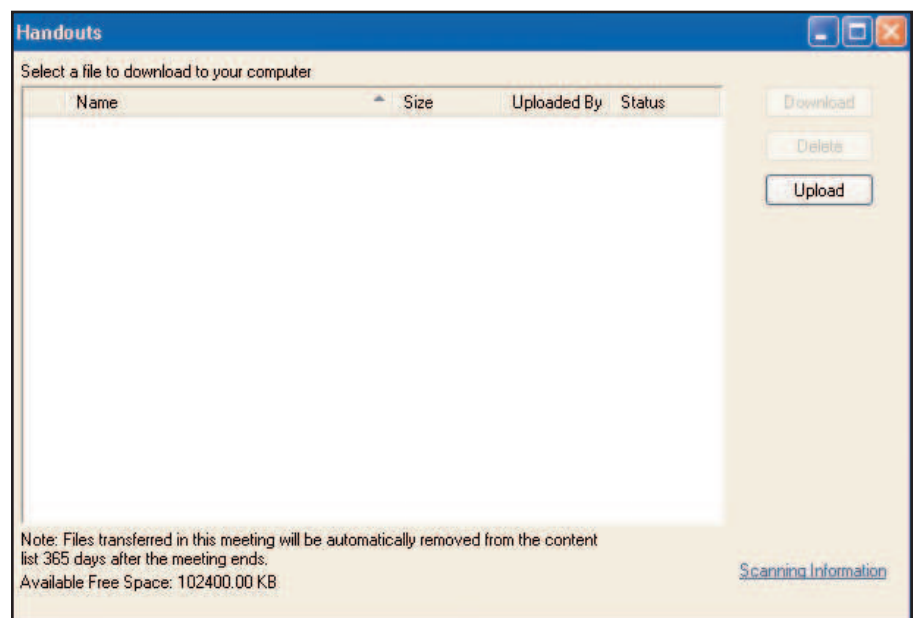 Handouts
Select a file to download to your computer
Name Size Uploaded By Status
Download
Delete
Upload
Note: Files transferred in this meeting will be automatically removed from the content
list 365 days after the meeting ends.
Available Free Space: 102400.00 KB
Scanning Information